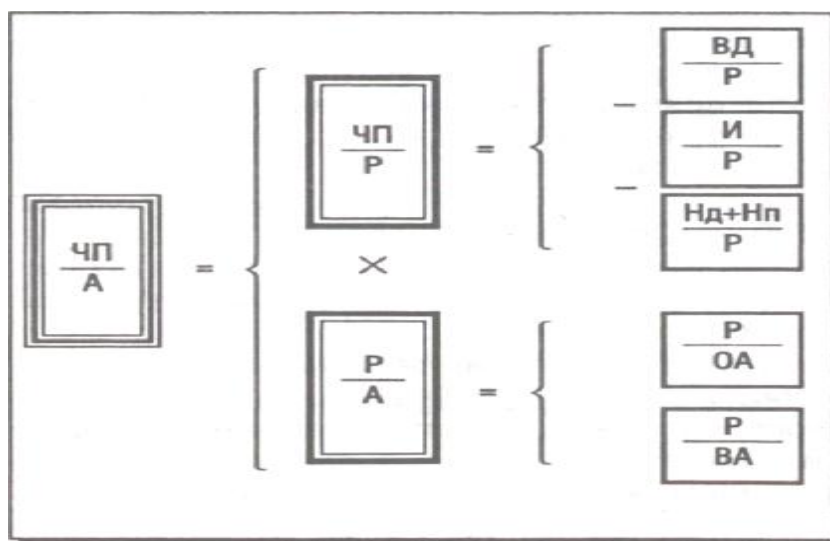 ЧП
А
=
ЧП
Р
=
×
Р
А
=
ВД
Р
–
И
Р
–
Нд+Нп
Р
Р
ОА
Р
ВА